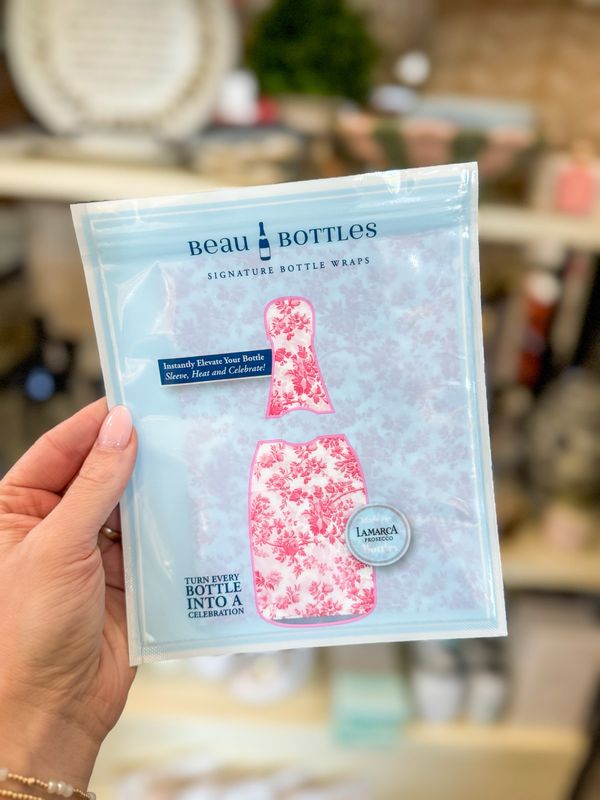 Beau BOTTLES
SIGNATURE BOTTLE WRAPS
Instantly Elevate Your Bottle
Sleeve, Heat and Celebrate!
LAMARCA
PROSECCO
TURN EVERY
BOTTLE
INTO A
CELEBRATION